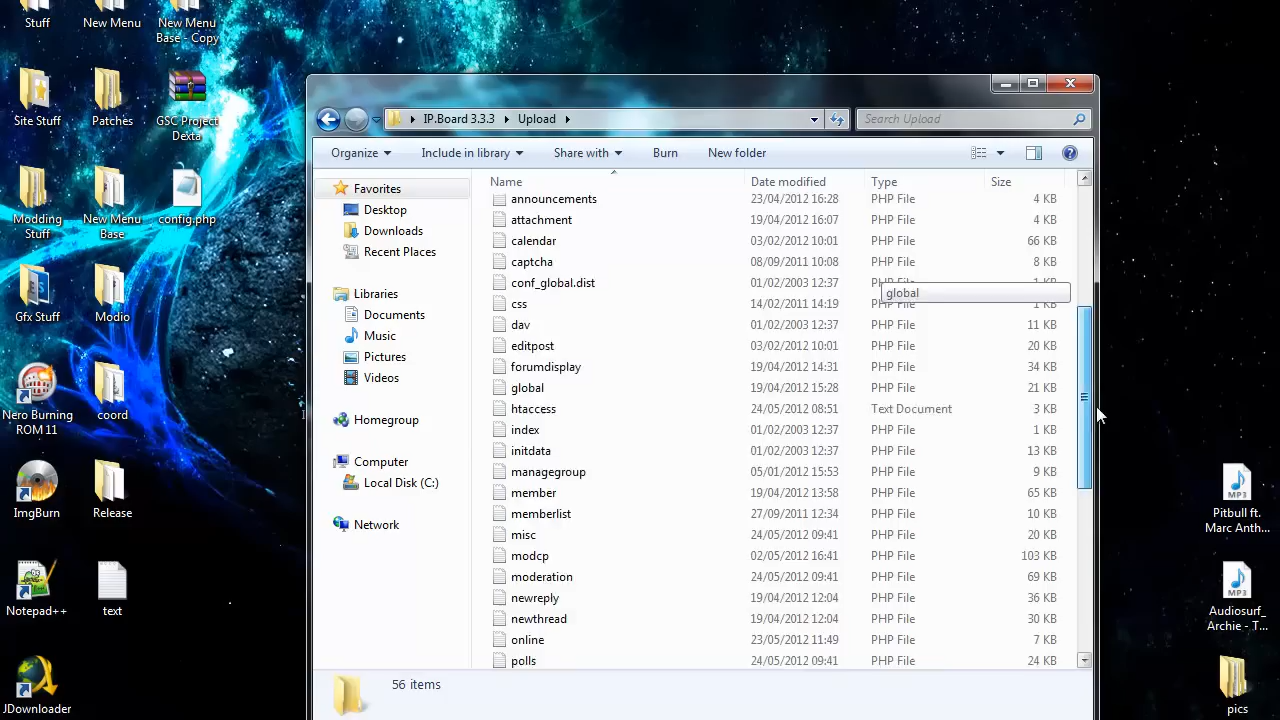 Stuff
New Menu
New Menu
Base - Copy
Site Stuff
Patches
GSC Project
Dexta
Modding
Stuff
New Menu
Base
config.php
Gfx Stuff
Modio
Nero Burning
ROM 11
coord
ImgBurn
Release
Notepad++
text
JDownloader
IP.Board 3.3.3
Upload
Search Upload
Organize
Include in library
Share with
Burn
New folder
Favorites
Desktop
Downloads
Recent Places
Libraries
Documents
Music
Pictures
Videos
Homegroup
Computer
Local Disk (C:)
Network
Name Date modified Type Size
announcements 23/04/2012 16:28 PHP File 4 KB
attachment 19/04/2012 16:07 PHP File 4 KB
calendar 03/02/2012 10:01 PHP File 66 KB
captcha 08/09/2011 10:08 PHP File 8 KB
conf_global.dist 01/02/2003 12:37 PHP File 1 KB
global
css 14/02/2011 14:19 PHP File 1 KB
dav 01/02/2003 12:37 PHP File 11 KB
editpost 03/02/2012 10:01 PHP File 20 KB
forumdisplay 19/04/2012 14:31 PHP File 34 KB
global 19/04/2012 15:28 PHP File 21 KB
htaccess 24/05/2012 08:51 Text Document 3 KB
index 01/02/2003 12:37 PHP File 1 KB
initdata 01/02/2003 12:37 PHP File 13 KB
managegroup 15:53 PHP File 9 KB
member 19/04/2012 13:58 PHP File 65 KB
memberlist 27/09/2011 12:34 PHP File 10 KB
misc 24/05/2012 09:41 PHP File 20 KB
modcp 16:41 PHP File 103 KB
moderation 24/05/2012 09:41 PHP File 69 KB
newreply 19/04/2012 12:04 PHP File 36 KB
newthread 19/04/2012 12:04 PHP File 30 KB
online 11:49 PHP File 7 KB
polls 24/05/2012 09:41 PHP File 24 KB
56 items
MP3
Pitbull ft.
Marc Anth...
MP3
Audiosurf_
Archie - T...
pics